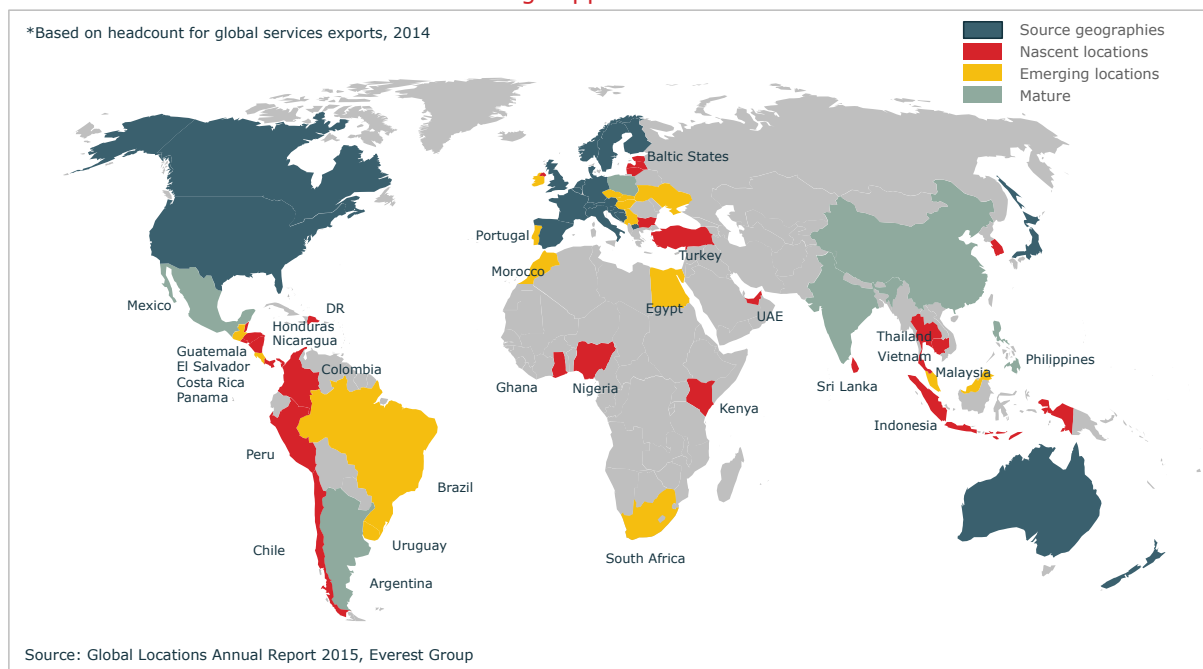 *Based on headcount for global services exports, 2014
Source geographies
Nascent locations
Emerging locations
Mature
Baltic States
Portugal
Turkey
Morocco
Mexico
DR
Egypt
UAE
Honduras
Nicaragua
Guatemala
El Salvador
Costa Rica
Panama
Colombia
Thailand
Vietnam
Malaysia
Philippines
Ghana
Nigeria
Kenya
Sri Lanka
Indonesia
Peru
Brazil
Uruguay
Chile
South Africa
Argentina
Source: Global Locations Annual Report 2015, Everest Group